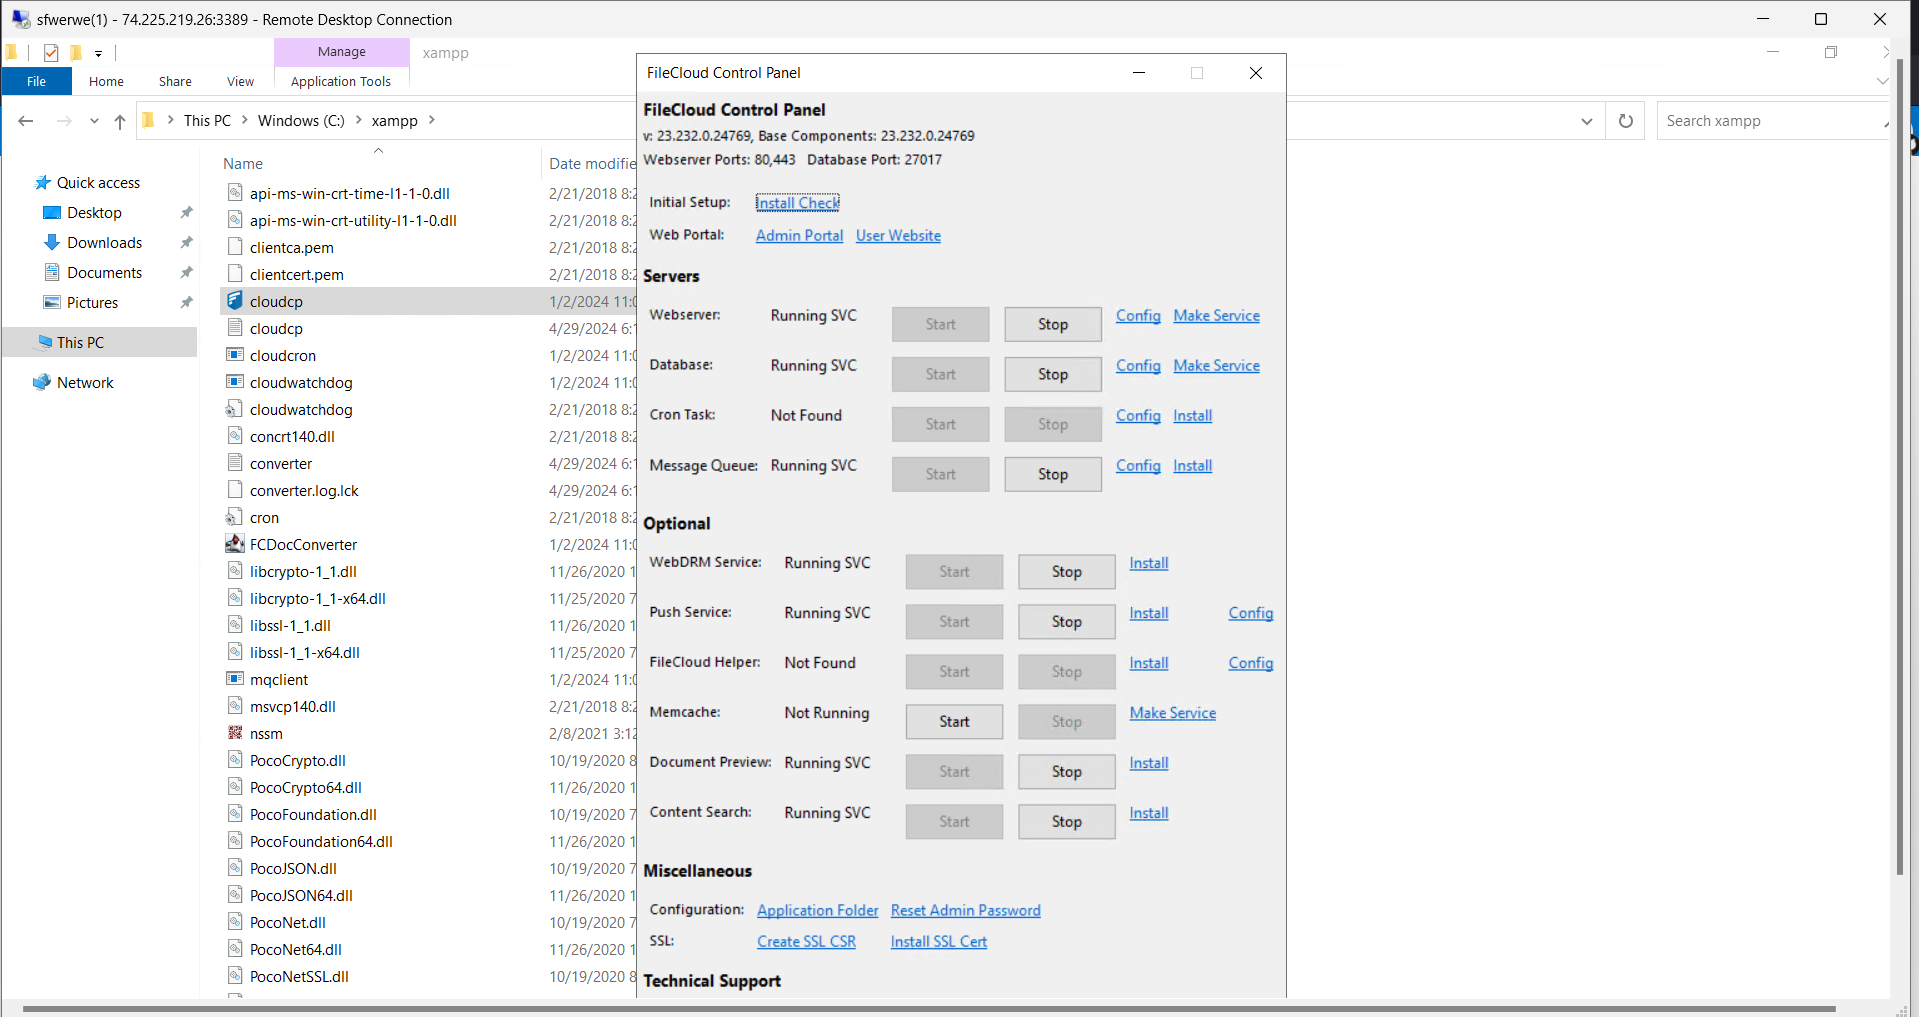 sfwerwe(1) - 74.225.219.26:3389 - Remote Desktop Connection
Manage
xampp
File
Home
Share
View
Application Tools
This PC
Windows (C:)
xampp
Search xampp
Quick access
Desktop
Downloads
Documents
Pictures
This PC
Network
Name
Date modifie
api-ms-win-crt-time-l1-1-0.dll 2/21/2018 8:2
api-ms-win-crt-utility-l1-1-0.dll 2/21/2018 8:2
clientca.pem 2/21/2018 8:2
clientcert.pem 2/21/2018 8:2
cloudcp 1/2/2024 11:0
cloudcp 4/29/2024 6:1
cloudcron 1/2/2024 11:0
cloudwatchdog 1/2/2024 11:0
cloudwatchdog 2/21/2018 8:2
concrt140.dll 2/21/2018 8:2
converter 4/29/2024 6:1
converter.log.lck 4/29/2024 6:1
cron 2/21/2018 8:2
FCDocConverter 1/2/2024 11:0
libcrypto-1_1.dll 11/26/2020 1
libcrypto-1_1-x64.dll 11/25/2020 7
libssl-1_1.dll 11/26/2020 1
libssl-1_1-x64.dll 11/25/2020 7
mqclient 1/2/2024 11:0
msvcp140.dll 2/21/2018 8:2
nssm 2/8/2021 3:12
PocoCrypto.dll 10/19/2020 8
PocoCrypto64.dll 11/26/2020 1
PocoFoundation.dll 10/19/2020 7
PocoFoundation64.dll 11/26/2020 1
PocoJSON.dll 10/19/2020 7
PocoJSON64.dll 11/26/2020 1
PocoNet.dll 10/19/2020 7
PocoNet64.dll 11/26/2020 1
PocoNetSSL.dll 10/19/2020 8
FileCloud Control Panel
FileCloud Control Panel
v: 23.232.0.24769, Base Components: 23.232.0.24769
Webserver Ports: 80,443 Database Port: 27017
Initial Setup: Install Check
Web Portal: Admin Portal User Website
Servers
Webserver: Running SVC Start Stop Config Make Service
Database: Running SVC Start Stop Config Make Service
Cron Task: Not Found Start Stop Config Install
Message Queue: Running SVC Start Stop Config Install
Optional
WebDRM Service: Running SVC Start Stop Install
Push Service: Running SVC Start Stop Install Config
FileCloud Helper: Not Found Start Stop Install Config
Memcache: Not Running Start Stop Make Service
Document Preview: Running SVC Start Stop Install
Content Search: Running SVC Start Stop Install
Miscellaneous
Configuration: Application Folder Reset Admin Password
SSL: Create SSL CSR Install SSL Cert
Technical Support